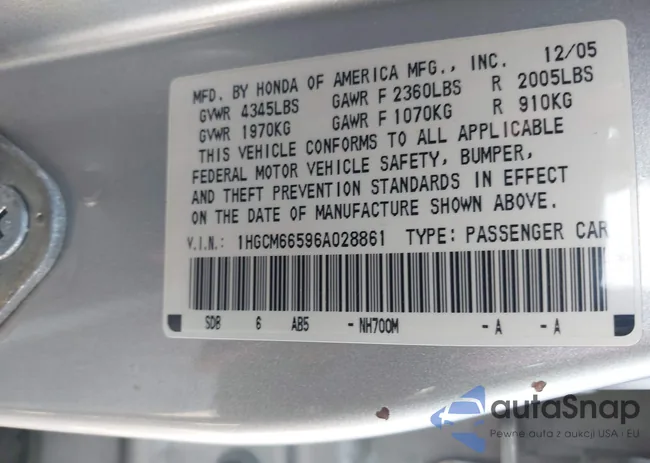 MFD. BY HONDA OF AMERICA MFG., INC. 12/05
GVWR 4345LBS GAWR F 2360LBS R 2005LBS
GVWR 1970KG GAWR F 1070KG R 910KG
THIS VEHICLE CONFORMS TO ALL APPLICABLE
FEDERAL MOTOR VEHICLE SAFETY, BUMPER,
AND THEFT PREVENTION STANDARDS IN EFFECT
ON THE DATE OF MANUFACTURE SHOWN ABOVE.
V.I.N.: 1HGCM66596A028861 TYPE: PASSENGER CAR
SDB 6 AB5 -NH700M -A -A
autaSnap
Pewne auta z aukcji USA i EU